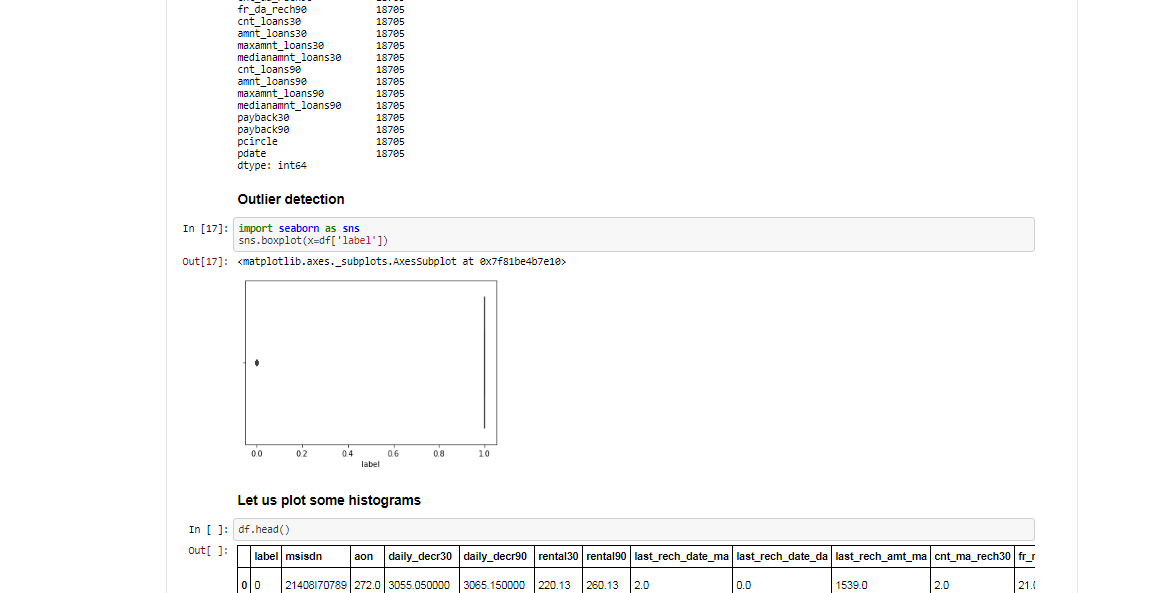 fr_da_rech90 18705
cnt_loans30 18705
amnt_loans30 18705
maxamnt_loans30 18705
medianamnt_loans30 18705
cnt_loans90 18705
amnt_loans90 18705
maxamnt_loans90 18705
medianamnt_loans90 18705
payback30 18705
payback90 18705
pcircle 18705
pdate 18705
dtype: int64
Outlier detection
In [17]: import seaborn as sns
sns.boxplot(x=df['label'])
Out[17]: <matplotlib.axes._subplots.AxesSubplot at 0x7f81be4b7e10>
0.0 0.2 0.4 0.6 0.8 1.0
label
Let us plot some histograms
In [ ]: df.head()
Out[ ]:
label msisdn aon daily_decr30 daily_decr90 rental30 rental90 last_rech_date_ma last_rech_date_da last_rech_amt_ma cnt_ma_rech30
0 0 21408I70789 272.0 3055.050000 3065.150000 220.13 260.13 2.0 0.0 1539.0 2.0 21.0